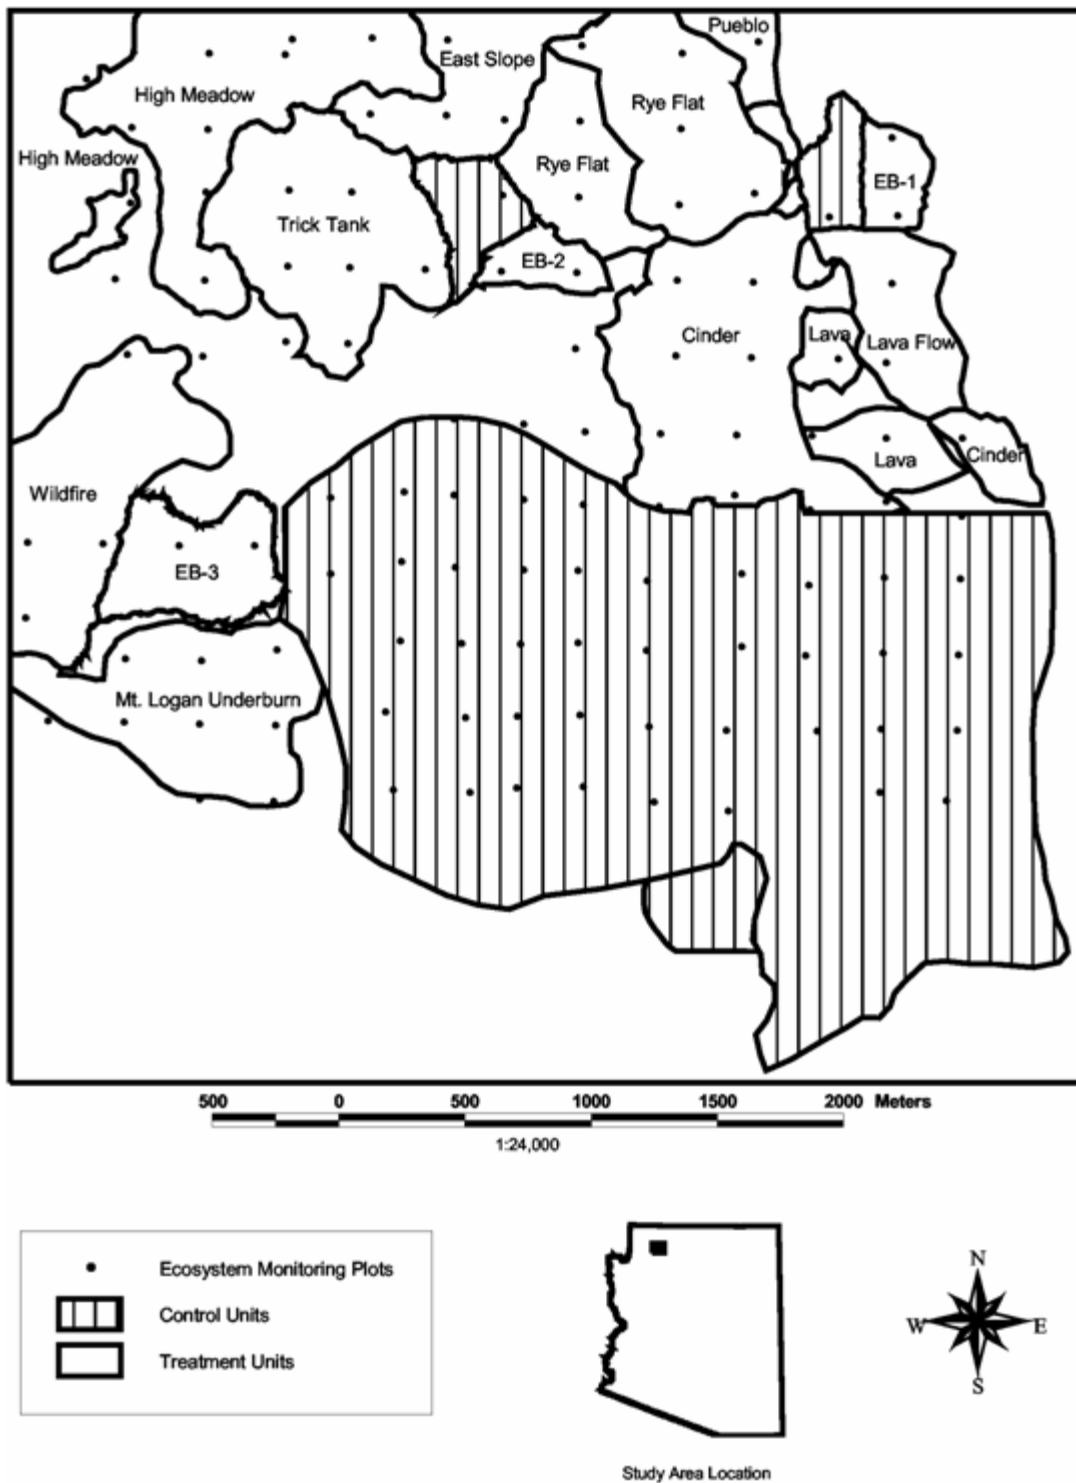 Pueblo
East Slope
High Meadow
Rye Flat
High Meadow
Rye Flat
EB-1
Trick Tank
EB-2
Cinder
Lava
Lava Flow
Lava
Cinder
Wildfire
EB-3
Mt. Logan Underburn
500 0 500 1000 1500 2000 Meters
1:24,000
Ecosystem Monitoring Plots
Control Units
Treatment Units
N
W E
S
Study Area Location